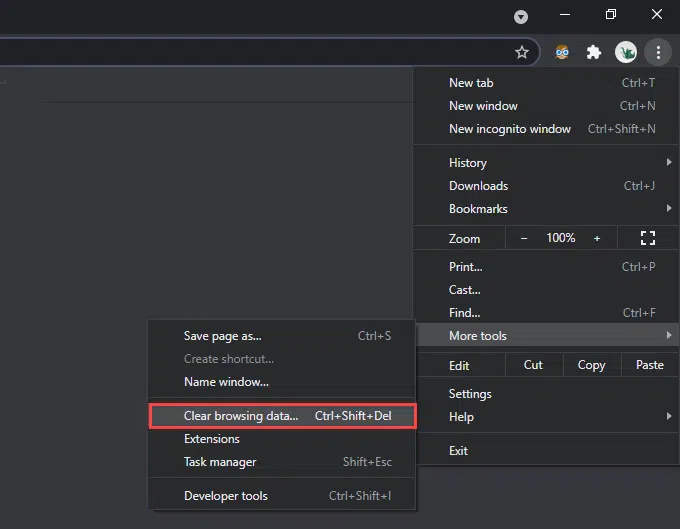 New tab Ctrl+T
New window Ctrl+N
New incognito window Ctrl+Shift+N
History
Downloads Ctrl+J
Bookmarks
Zoom − 100% +
Print... Ctrl+P
Cast...
Find... Ctrl+F
More tools
Edit Cut Copy Paste
Settings
Help
Exit
Save page as... Ctrl+S
Create shortcut...
Name window...
Clear browsing data... Ctrl+Shift+Del
Extensions
Task manager Shift+Esc
Developer tools Ctrl+Shift+I